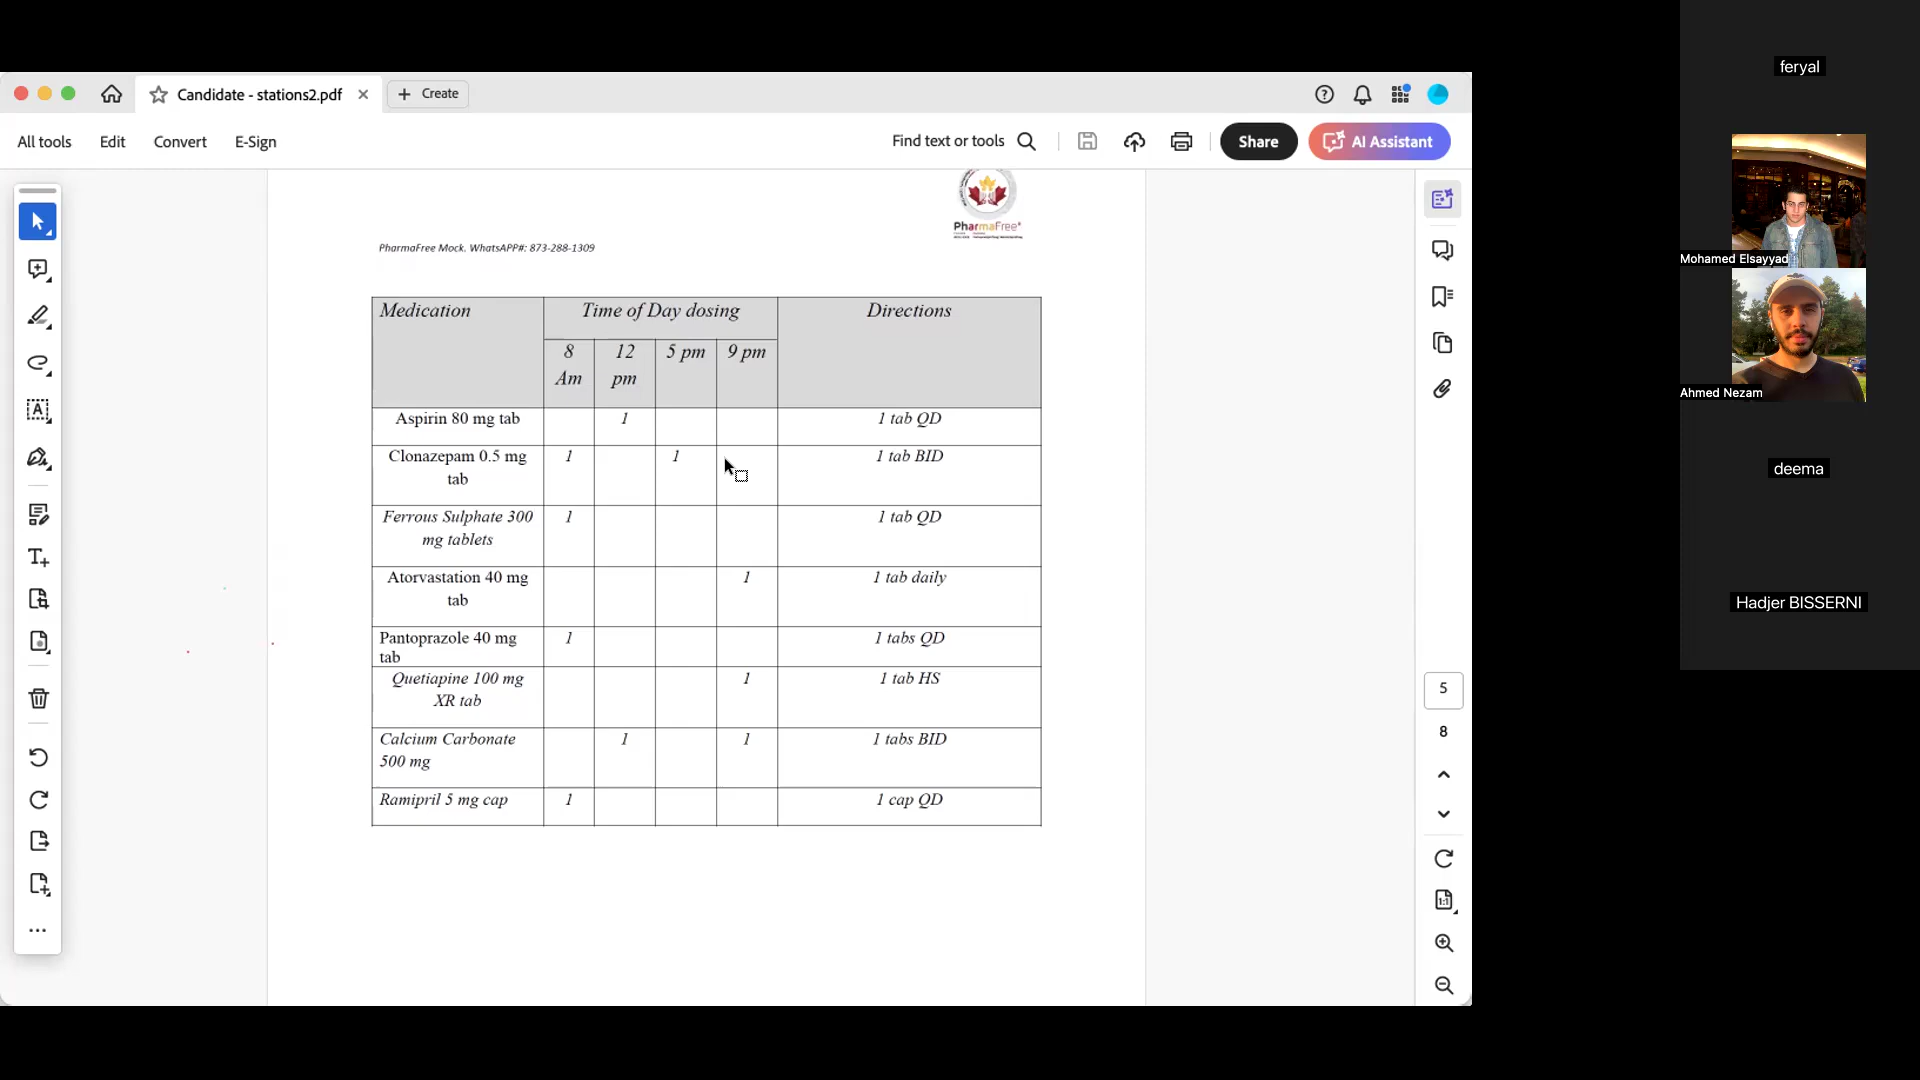 feryal
Candidate - stations2.pdf
Create
All tools
Edit
Convert
E-Sign
Find text or tools
Share
AI Assistant
Mohamed Elsayyad
PharmaFree
PharmaFree Mock. WhatsAPP#: 873-288-1309
Medication Time of Day dosing Directions
8 Am 12 pm 5 pm 9 pm
Aspirin 80 mg tab 1 1 tab QD
Clonazepam 0.5 mg tab 1 1 1 tab BID
Ferrous Sulphate 300 mg tablets 1 1 tab QD
Atorvastation 40 mg tab 1 1 tab daily
Pantoprazole 40 mg tab 1 1 tabs QD
Quetiapine 100 mg XR tab 1 1 tab HS
Calcium Carbonate 500 mg 1 1 1 tabs BID
Ramipril 5 mg cap 1 1 cap QD
Ahmed Nezam
deema
Hadjer BISSERNI
5
8